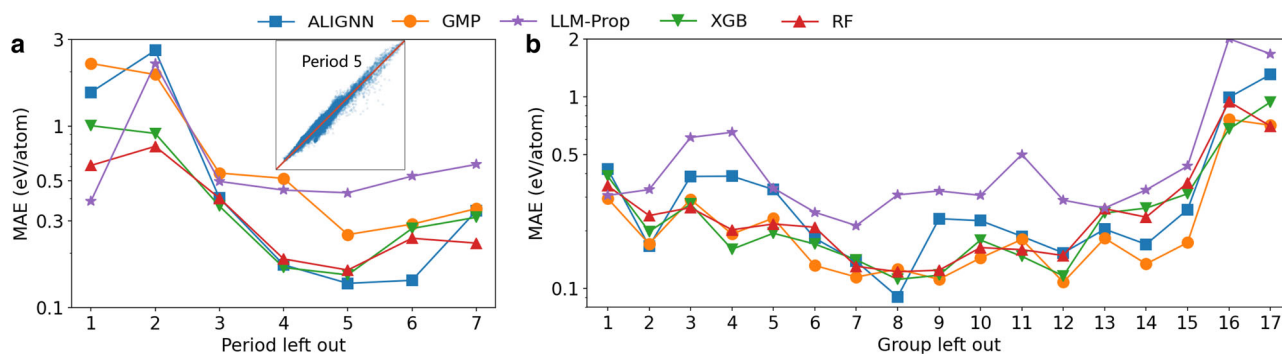 ALIGNN GMP LLM-Prop XGB RF
a
3
1
0.5
0.3
0.1
MAE (eV/atom)
Period 5
1 2 3 4 5 6 7
Period left out
b
2
1
0.5
0.1
MAE (eV/atom)
1 2 3 4 5 6 7 8 9 10 11 12 13 14 15 16 17
Group left out